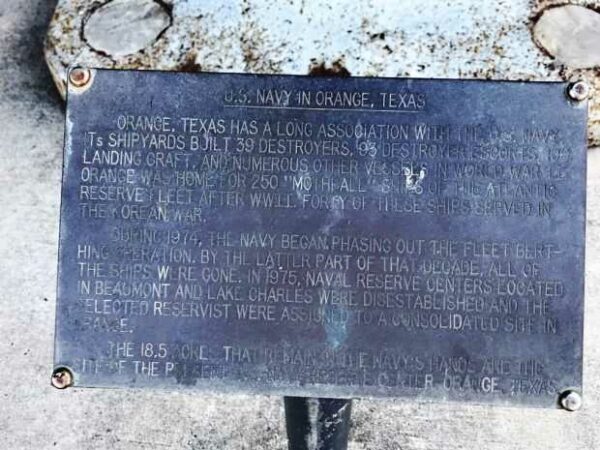 U.S. NAVY IN ORANGE, TEXAS
ORANGE, TEXAS HAS A LONG ASSOCIATION WITH THE U.S. NAVY.
ITs SHIPYARDS BUILT 39 DESTROYERS, 93 DESTROYER ESCORTS,
LANDING CRAFT, AND NUMEROUS OTHER VESSELS IN WORLD WAR II.
ORANGE WAS HOME FOR 250 "MOTHBALL" SHIPS OF THE ATLANTIC
RESERVE FLEET AFTER WW II. FORTY OF THESE SHIPS SERVED IN
THE KOREAN WAR.
DURING 1974, THE NAVY BEGAN PHASING OUT THE FLEET BERT-
HING OPERATION. BY THE LATTER PART OF THAT DECADE, ALL OF
THE SHIPS WERE GONE. IN 1975, NAVAL RESERVE CENTERS LOCATED
IN BEAUMONT AND LAKE CHARLES WERE DISESTABLISHED AND THE
SELECTED RESERVIST WERE ASSIGNED TO A CONSOLIDATED SITE IN
ORANGE.
THE 18.5 ACRES THAT REMAIN IN THE NAVY'S HANDS ARE THE
SITE OF THE PRESENT CENTER, ORANGE, TEXAS